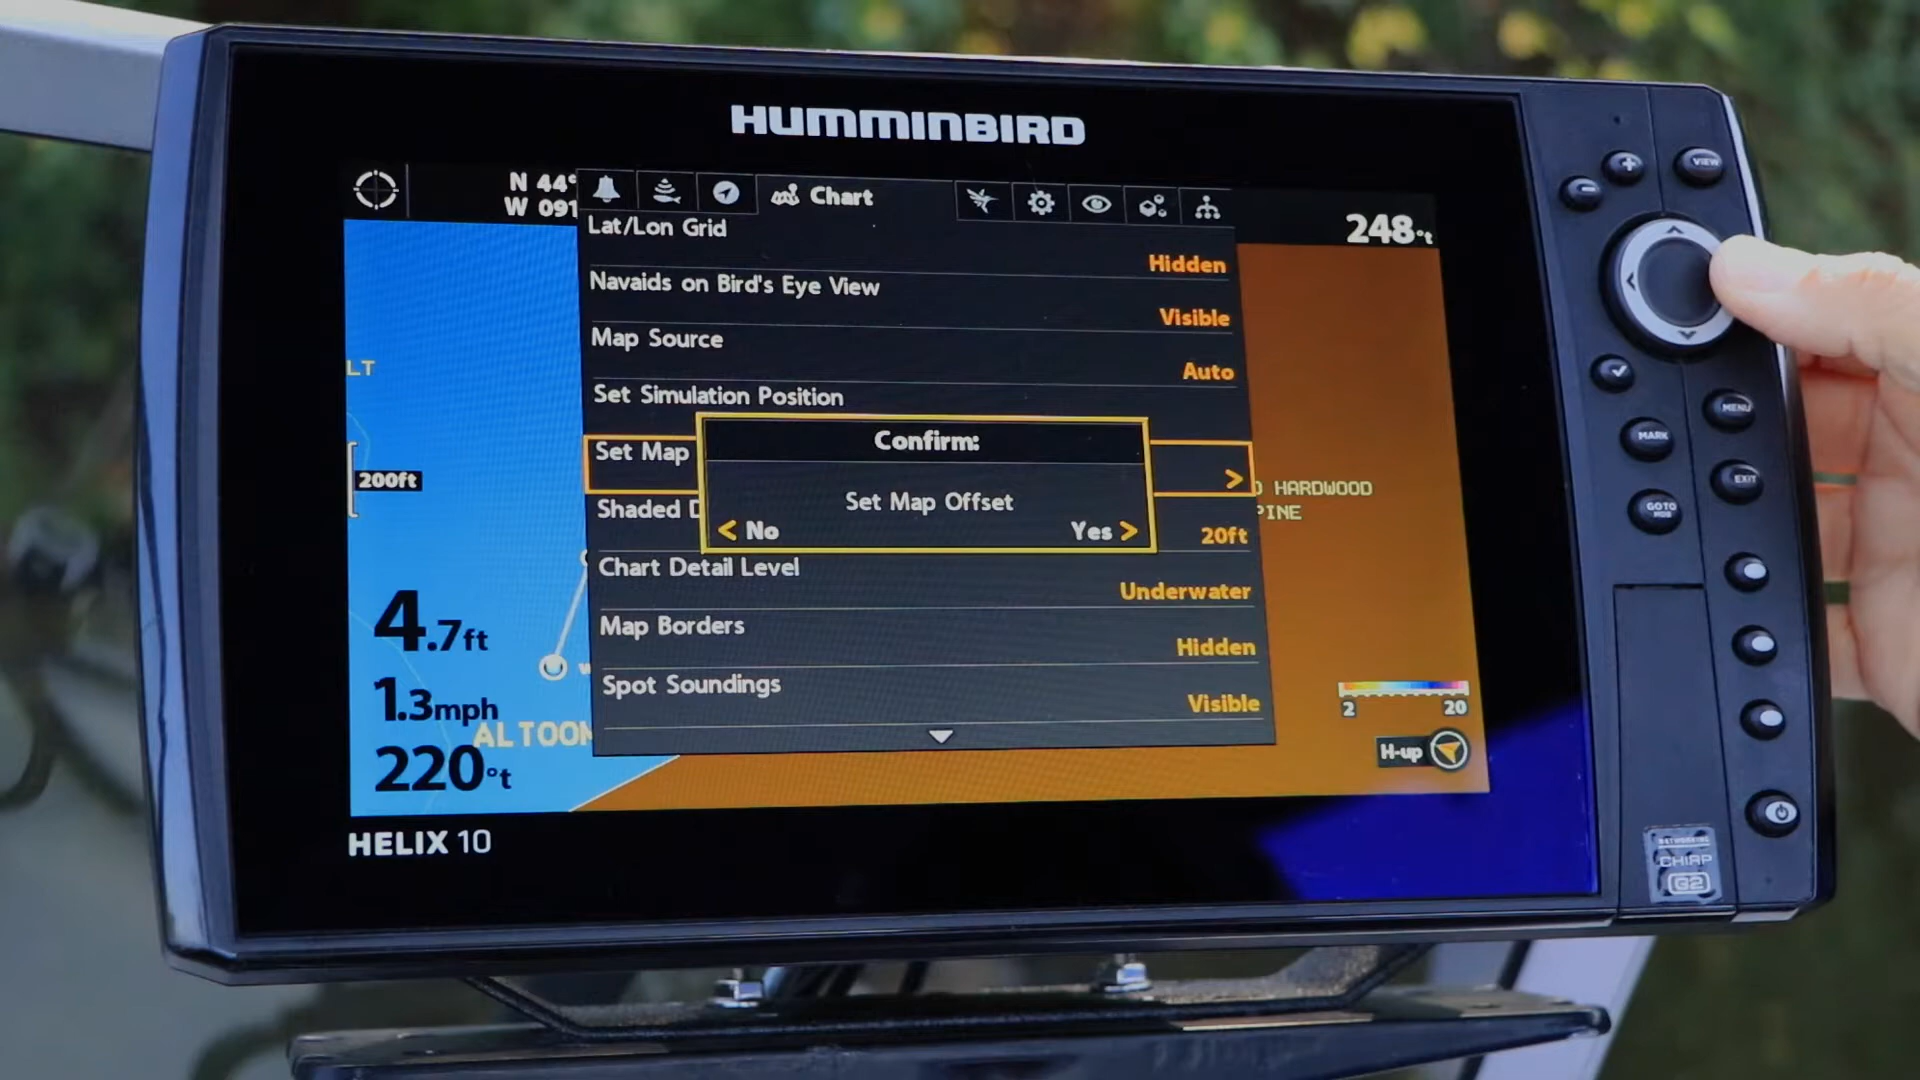 HUMMINBIRD
N 44°
W 091
Chart
248°t
Lat/Lon Grid
Hidden
Navaids on Bird's Eye View
Visible
Map Source
Auto
Set Simulation Position
Set Map
>
Confirm:
Set Map Offset
< No
Yes >
Shaded D
20ft
Chart Detail Level
Underwater
Map Borders
Hidden
Spot Soundings
Visible
LT
200ft
HARDWOOD
PINE
4.7ft
1.3mph
ALTOON
220°t
2 20
H-up
HELIX 10
+
-
VIEW
MENU
MARK
EXIT
GOTO
MOB
NETWORKING
CHIRP
G2